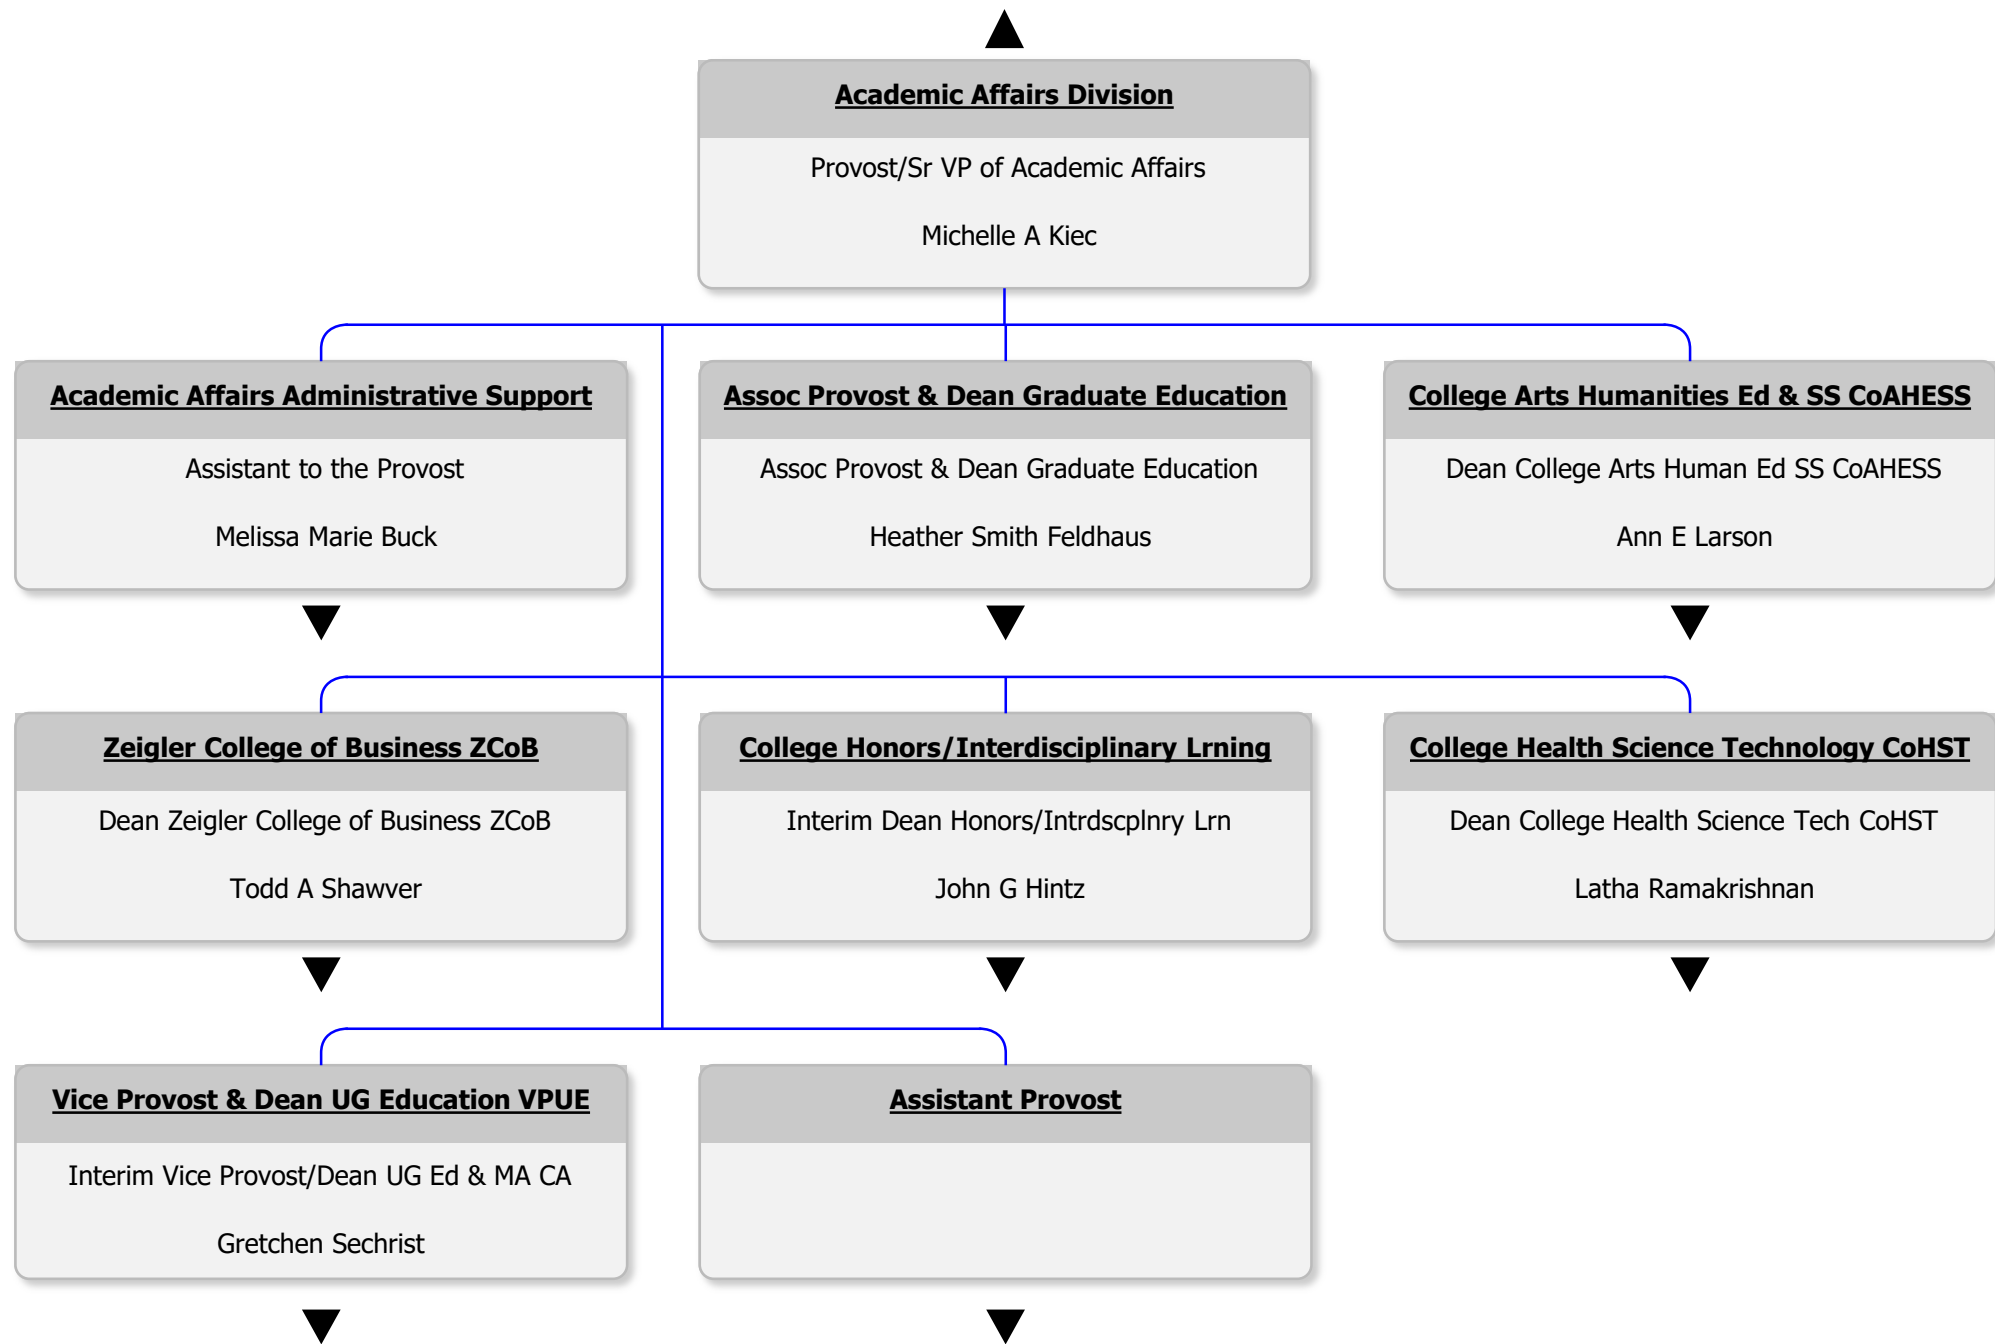 Academic Affairs Division
Provost/Sr VP of Academic Affairs
Michelle A Kiec
Academic Affairs Administrative Support
Assistant to the Provost
Melissa Marie Buck
Assoc Provost & Dean Graduate Education
Assoc Provost & Dean Graduate Education
Heather Smith Feldhaus
College Arts Humanities Ed & SS CoAHESS
Dean College Arts Human Ed SS CoAHESS
Ann E Larson
Zeigler College of Business ZCoB
Dean Zeigler College of Business ZCoB
Todd A Shawver
College Honors/Interdisciplinary Lrning
Interim Dean Honors/Intrdscplnry Lrn
John G Hintz
College Health Science Technology CoHST
Dean College Health Science Tech CoHST
Latha Ramakrishnan
Vice Provost & Dean UG Education VPUE
Interim Vice Provost/Dean UG Ed & MA CA
Gretchen Sechrist
Assistant Provost